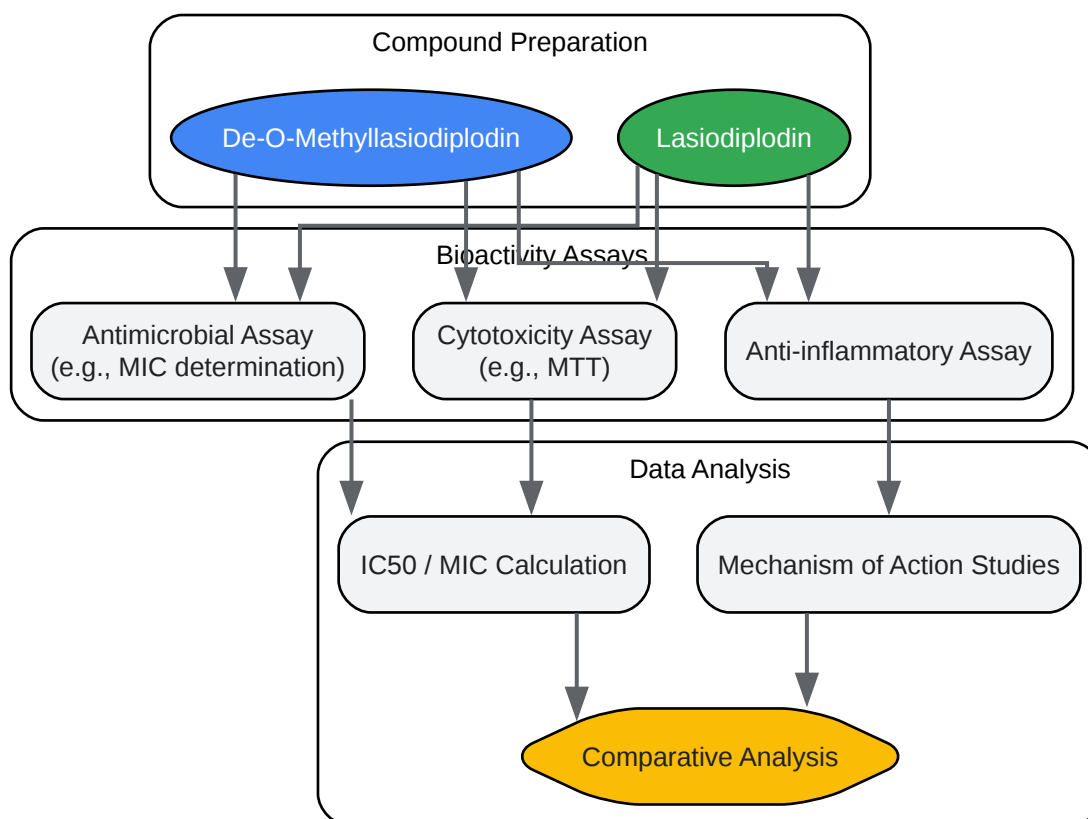 Compound Preparation
De-O-Methyllasiodiplodin
Lasiodiplodin
Bioactivity Assays
Antimicrobial Assay
(e.g., MIC determination)
Cytotoxicity Assay
(e.g., MTT)
Anti-inflammatory Assay
Data Analysis
IC50 / MIC Calculation
Mechanism of Action Studies
Comparative Analysis